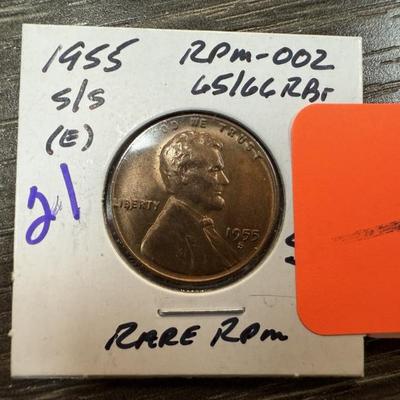 1955
S/S
(E)
21
RPM-002
65/66 RBr
IN GOD WE TRUST
LIBERTY
1955
S
RARE RPM